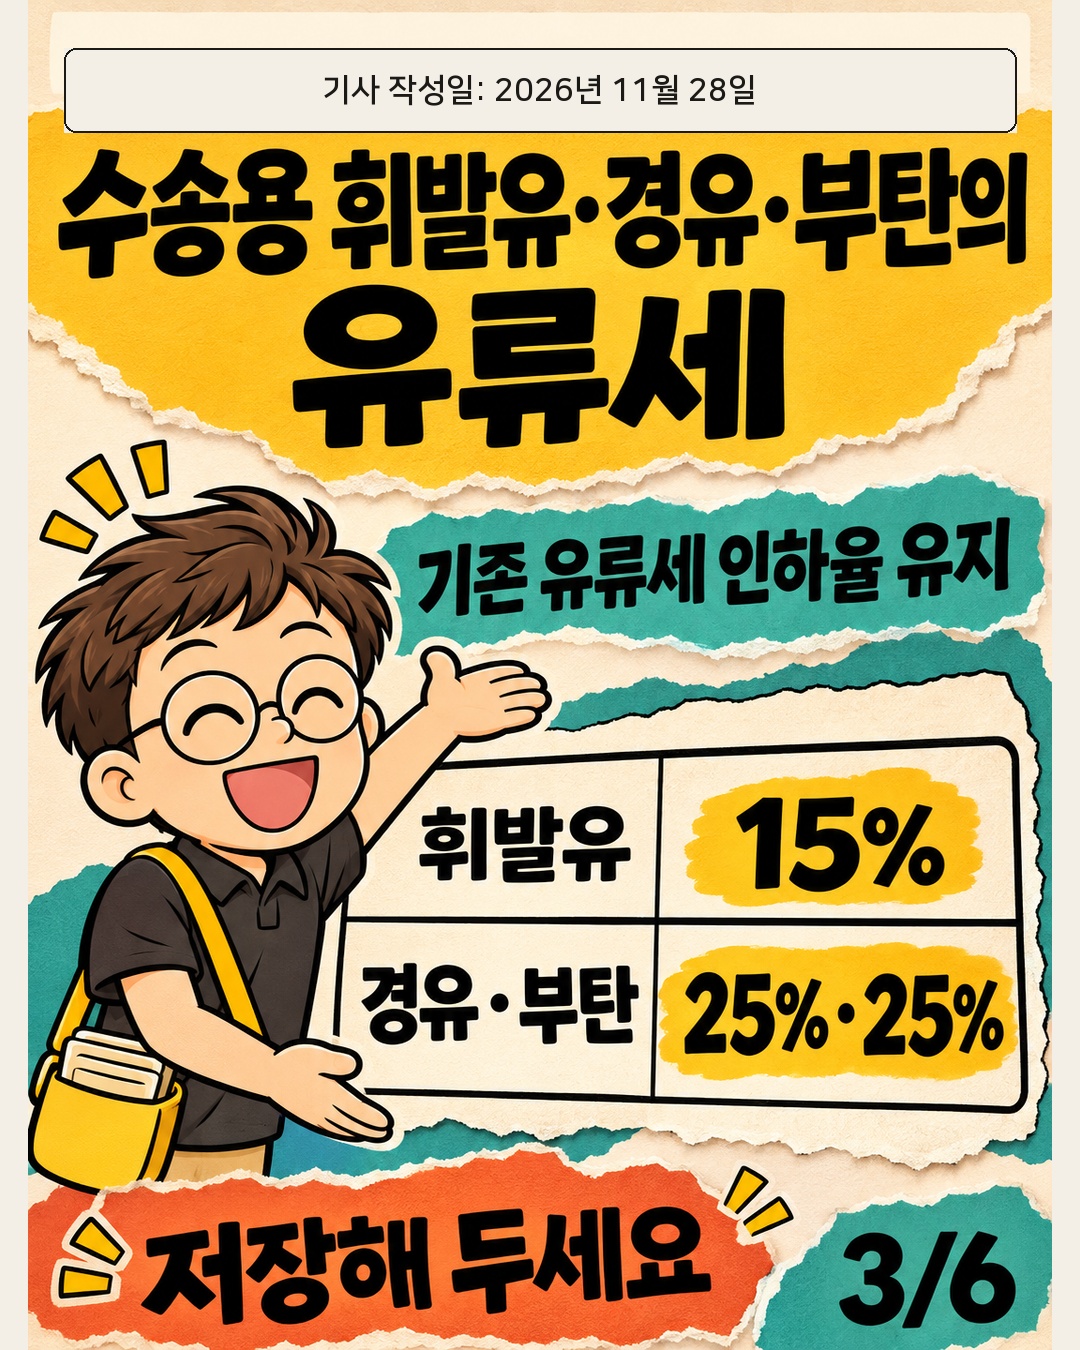 기사 작성일: 2026년 11월 28일
수송용 휘발유·경유·부탄의
유류세
기존 유류세 인하율 유지
휘발유 15%
경유·부탄 25%·25%
저장해 두세요
3/6